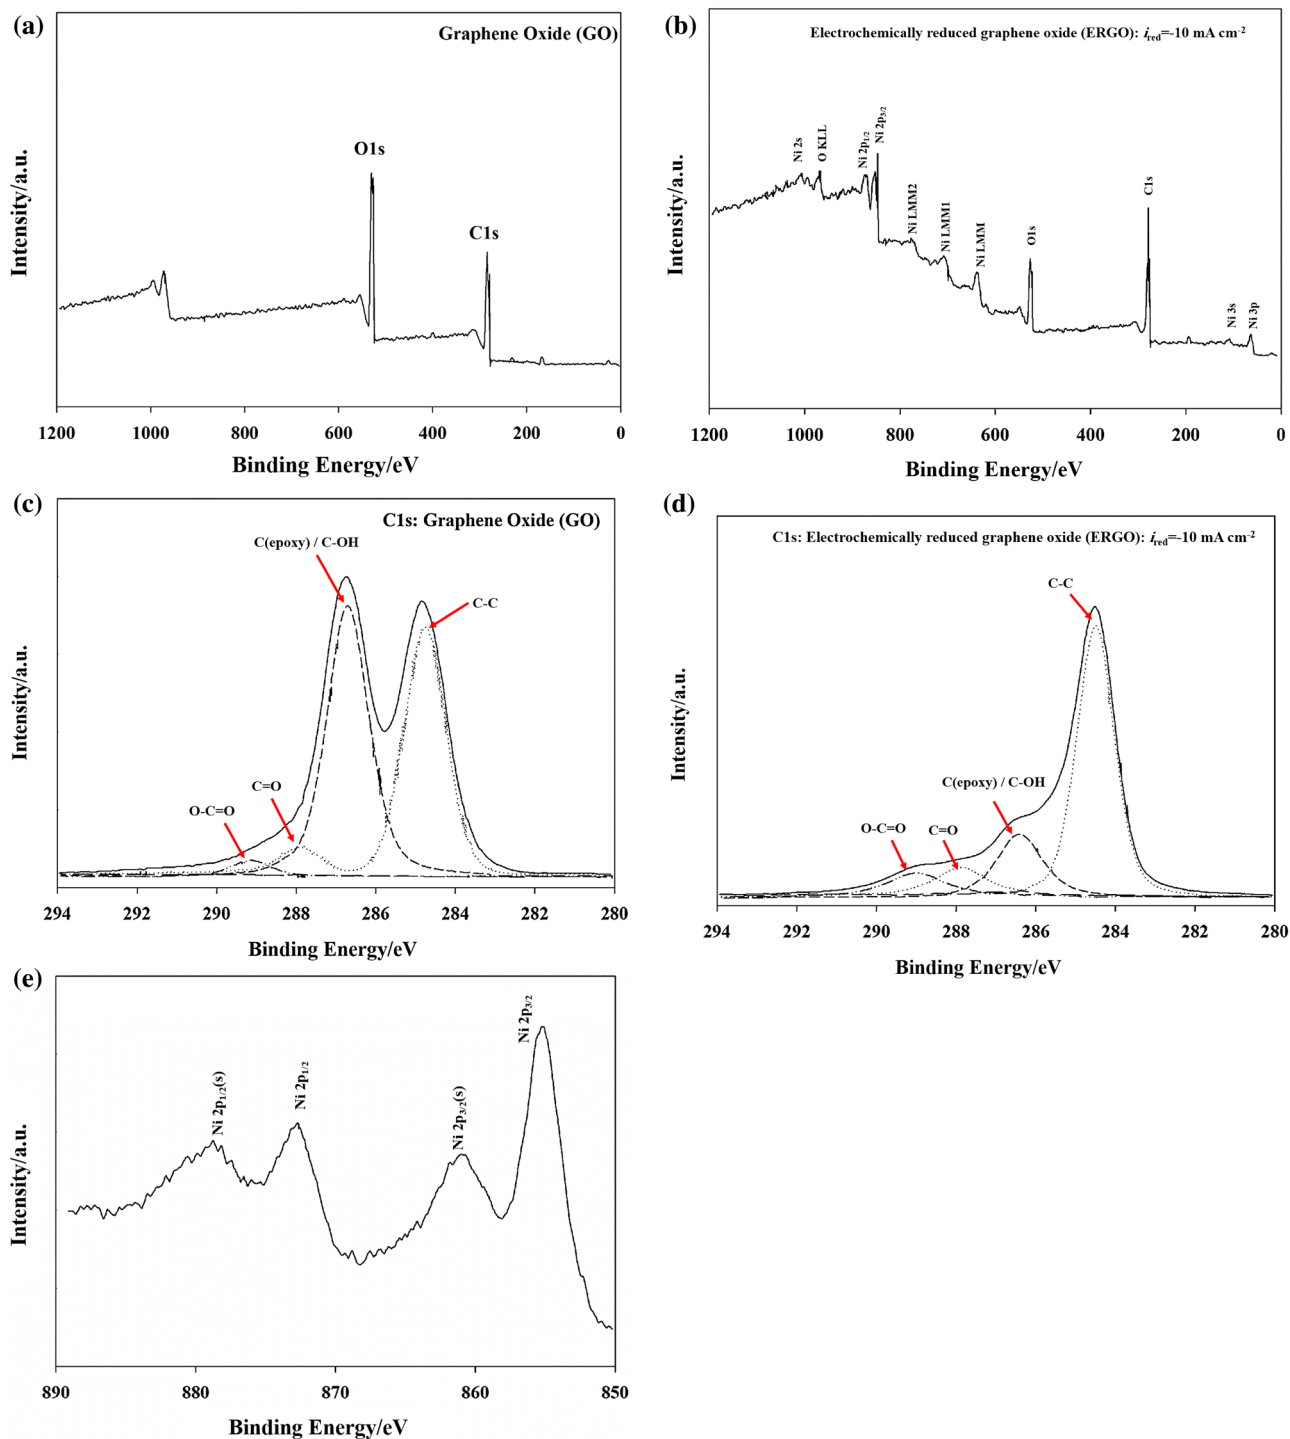 (a)
Graphene Oxide (GO)
O1s
C1s
Intensity/a.u.
1200 1000 800 600 400 200 0
Binding Energy/eV
(b)
Electrochemically reduced graphene oxide (ERGO): ired=-10 mA cm-2
Ni 2s
O KLL
Ni 2p1/2
Ni 2p3/2
Ni LMM2
Ni LMM1
Ni LMM
O1s
C1s
Ni 3s
Ni 3p
Intensity/a.u.
1200 1000 800 600 400 200 0
Binding Energy/eV
(c)
C1s: Graphene Oxide (GO)
C(epoxy) / C-OH
C-C
C=O
O-C=O
Intensity/a.u.
294 292 290 288 286 284 282 280
Binding Energy/eV
(d)
C1s: Electrochemically reduced graphene oxide (ERGO): ired=-10 mA cm-2
C-C
C(epoxy) / C-OH
O-C=O
C=O
Intensity/a.u.
294 292 290 288 286 284 282 280
Binding Energy/eV
(e)
Ni 2p1/2(s)
Ni 2p1/2
Ni 2p3/2(s)
Ni 2p3/2
Intensity/a.u.
890 880 870 860 850
Binding Energy/eV